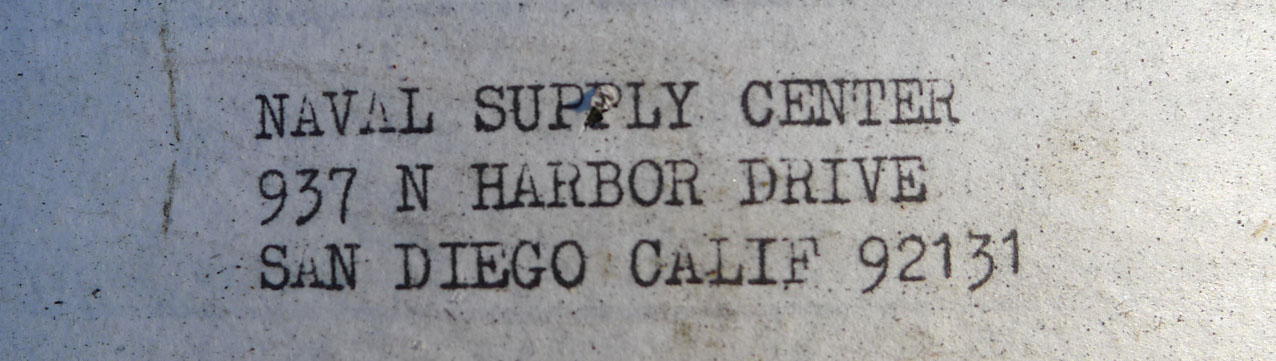 NAVAL SUPPLY CENTER
937 N HARBOR DRIVE
SAN DIEGO CALIF 92131